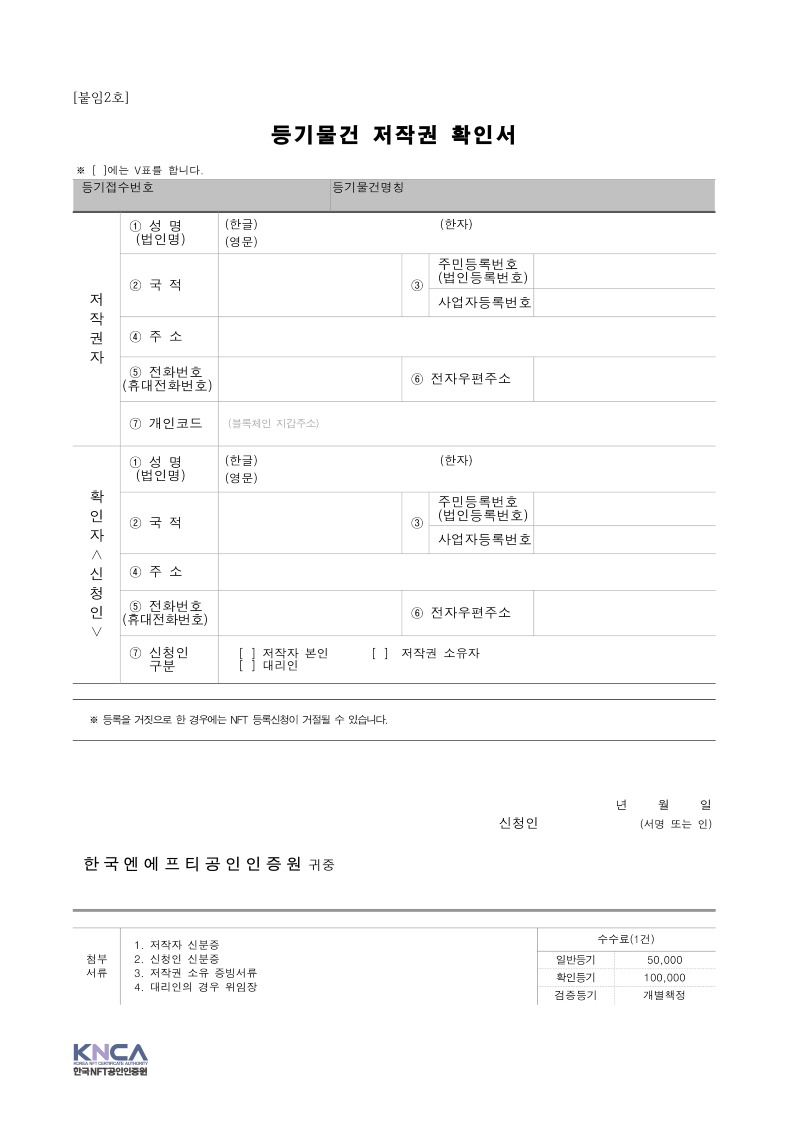 [붙임2호]
등기물건 저작권 확인서
※ [ ]에는 V표를 합니다.
등기접수번호 등기물건명칭
저작권자
① 성 명 (한글) (한자)
(법인명) (영문)
② 국 적 ③ 주민등록번호
(법인등록번호)
사업자등록번호
④ 주 소
⑤ 전화번호 ⑥ 전자우편주소
(휴대전화번호)
⑦ 개인코드 (블록체인 지갑주소)
확인자<신청인>
① 성 명 (한글) (한자)
(법인명) (영문)
② 국 적 ③ 주민등록번호
(법인등록번호)
사업자등록번호
④ 주 소
⑤ 전화번호 ⑥ 전자우편주소
(휴대전화번호)
⑦ 신청인 [ ] 저작자 본인 [ ] 저작권 소유자
구분 [ ] 대리인
※ 등록을 거짓으로 한 경우에는 NFT 등록신청이 거절될 수 있습니다.
년 월 일
신청인 (서명 또는 인)
한국엔에프티공인인증원 귀중
첨부
서류
1. 저작자 신분증
2. 신청인 신분증
3. 저작권 소유 증빙서류
4. 대리인의 경우 위임장
수수료(1건)
일반등기 50,000
확인등기 100,000
검증등기 개별책정
KNCA
KOREA NFT CERTIFICATE AUTHORITY
한국NFT공인인증원